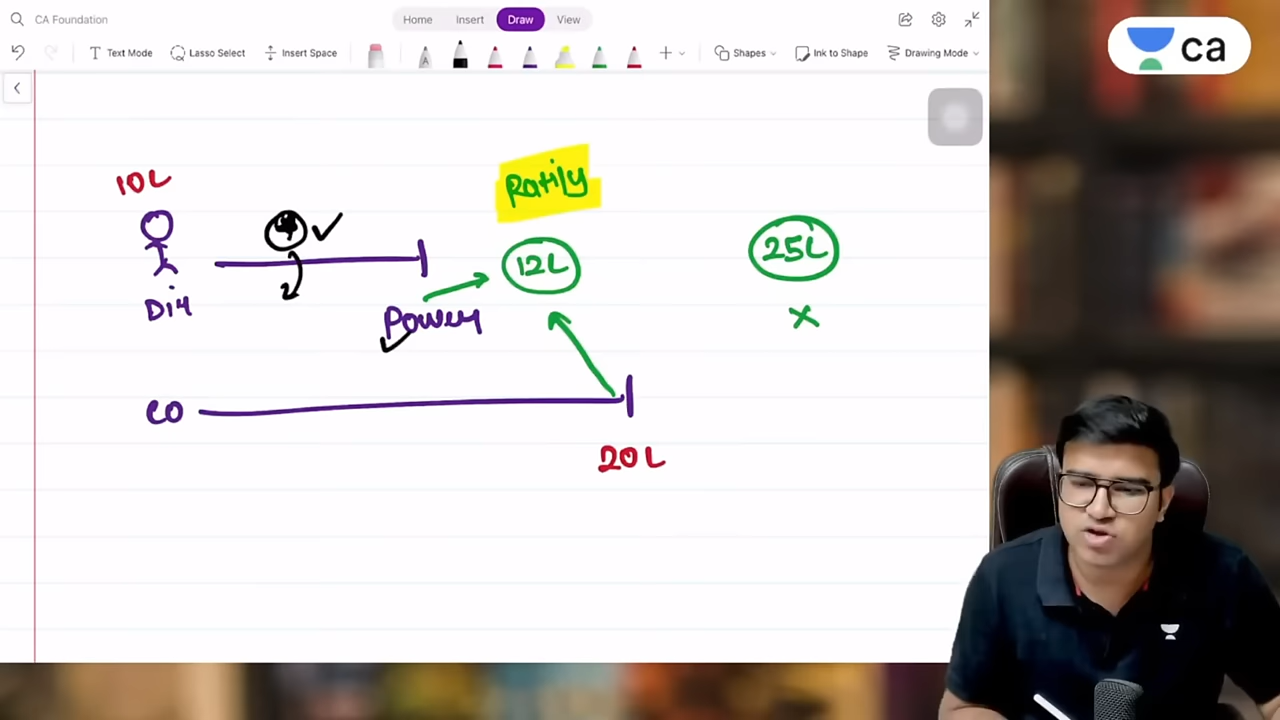 CA Foundation
Home Insert Draw View
Text Mode Lasso Select Insert Space Shapes Ink to Shape Drawing Mode
ca
10L
Ratify
12L
25L
Dir
Power
CO
20L